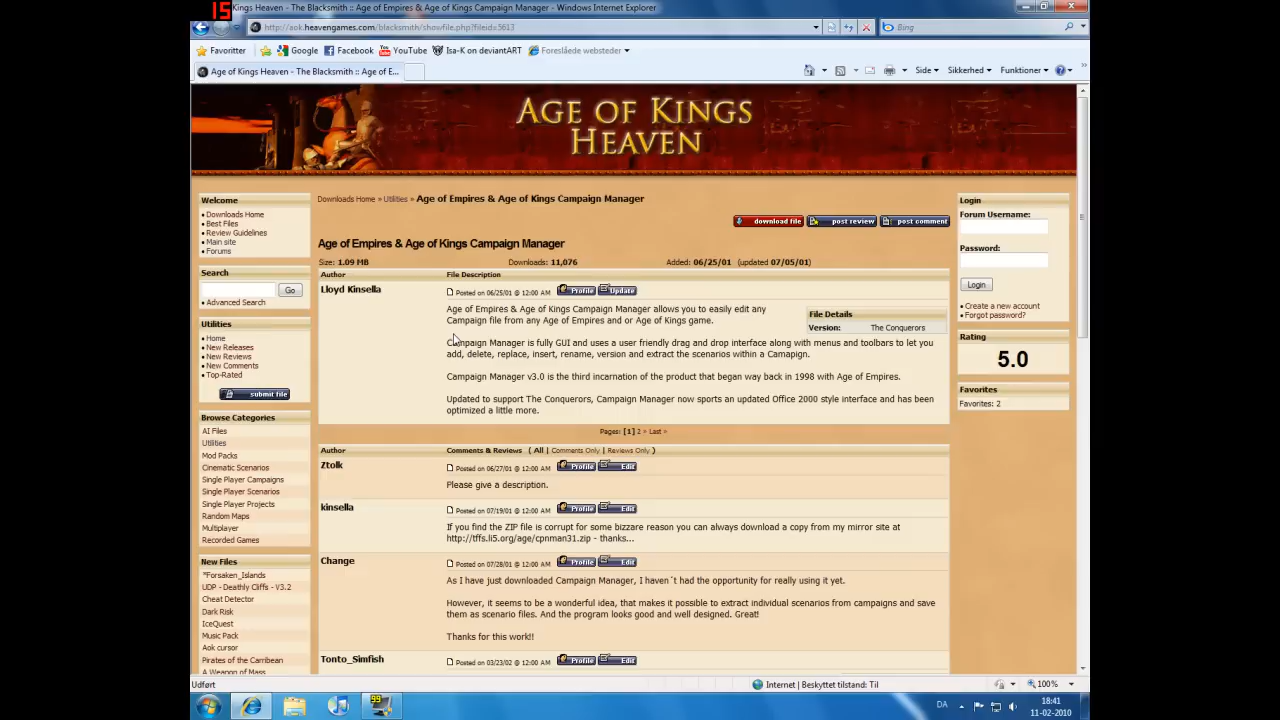 15
Kings Heaven - The Blacksmith :: Age of Empires & Age of Kings Campaign Manager - Windows Internet Explorer
http://aok.heavengames.com/blacksmith/showfile.php?fileid=5613
Bing
Favoritter
Google
Facebook
YouTube
Isa-K on deviantART
Foreslåede websteder
Age of Kings Heaven - The Blacksmith :: Age of E...
Side
Sikkerhed
Funktioner
AGE OF KINGS
HEAVEN
Welcome
Downloads Home
Best Files
Review Guidelines
Main site
Forums
Search
Go
Advanced Search
Utilities
Home
New Releases
New Reviews
New Comments
Top-Rated
submit file
Browse Categories
AI Files
Utilities
Mod Packs
Cinematic Scenarios
Single Player Campaigns
Single Player Scenarios
Single Player Projects
Random Maps
Multiplayer
Recorded Games
New Files
*Forsaken_Islands
UDP - Deathly Cliffs - V3.2
Cheat Detector
Dark Risk
IceQuest
Music Pack
Aok cursor
Pirates of the Carribean
A Weapon of Mass
Downloads Home » Utilities » Age of Empires & Age of Kings Campaign Manager
download file post review post comment
Age of Empires & Age of Kings Campaign Manager
Size: 1.09 MB Downloads: 11,076 Added: 06/25/01 (updated 07/05/01)
Author File Description
Lloyd Kinsella Posted on 06/25/01 @ 12:00 AM Profile Update
Age of Empires & Age of Kings Campaign Manager allows you to easily edit any
Campaign file from any Age of Empires and or Age of Kings game.
File Details
Version: The Conquerors
Campaign Manager is fully GUI and uses a user friendly drag and drop interface along with menus and toolbars to let you
add, delete, replace, insert, rename, version and extract the scenarios within a Camapign.
Campaign Manager v3.0 is the third incarnation of the product that began way back in 1998 with Age of Empires.
Updated to support The Conquerors, Campaign Manager now sports an updated Office 2000 style interface and has been
optimized a little more.
Pages: [1] 2 » Last »
Author Comments & Reviews ( All | Comments Only | Reviews Only )
Ztolk Posted on 06/27/01 @ 12:00 AM Profile Edit
Please give a description.
kinsella Posted on 07/19/01 @ 12:00 AM Profile Edit
If you find the ZIP file is corrupt for some bizzare reason you can always download a copy from my mirror site at
http://tffs.li5.org/age/cpnman31.zip - thanks...
Change Posted on 07/28/01 @ 12:00 AM Profile Edit
As I have just downloaded Campaign Manager, I haven´t had the opportunity for really using it yet.
However, it seems to be a wonderful idea, that makes it possible to extract individual scenarios from campaigns and save
them as scenario files. And the program looks good and well designed. Great!
Thanks for this work!!
Tonto_Simfish Posted on 03/23/02 @ 12:00 AM Profile Edit
Login
Forum Username:
Password:
Login
Create a new account
Forgot password?
Rating
5.0
Favorites
Favorites: 2
Udført
Internet | Beskyttet tilstand: Til
100%
99
DA
18:41
11-02-2010